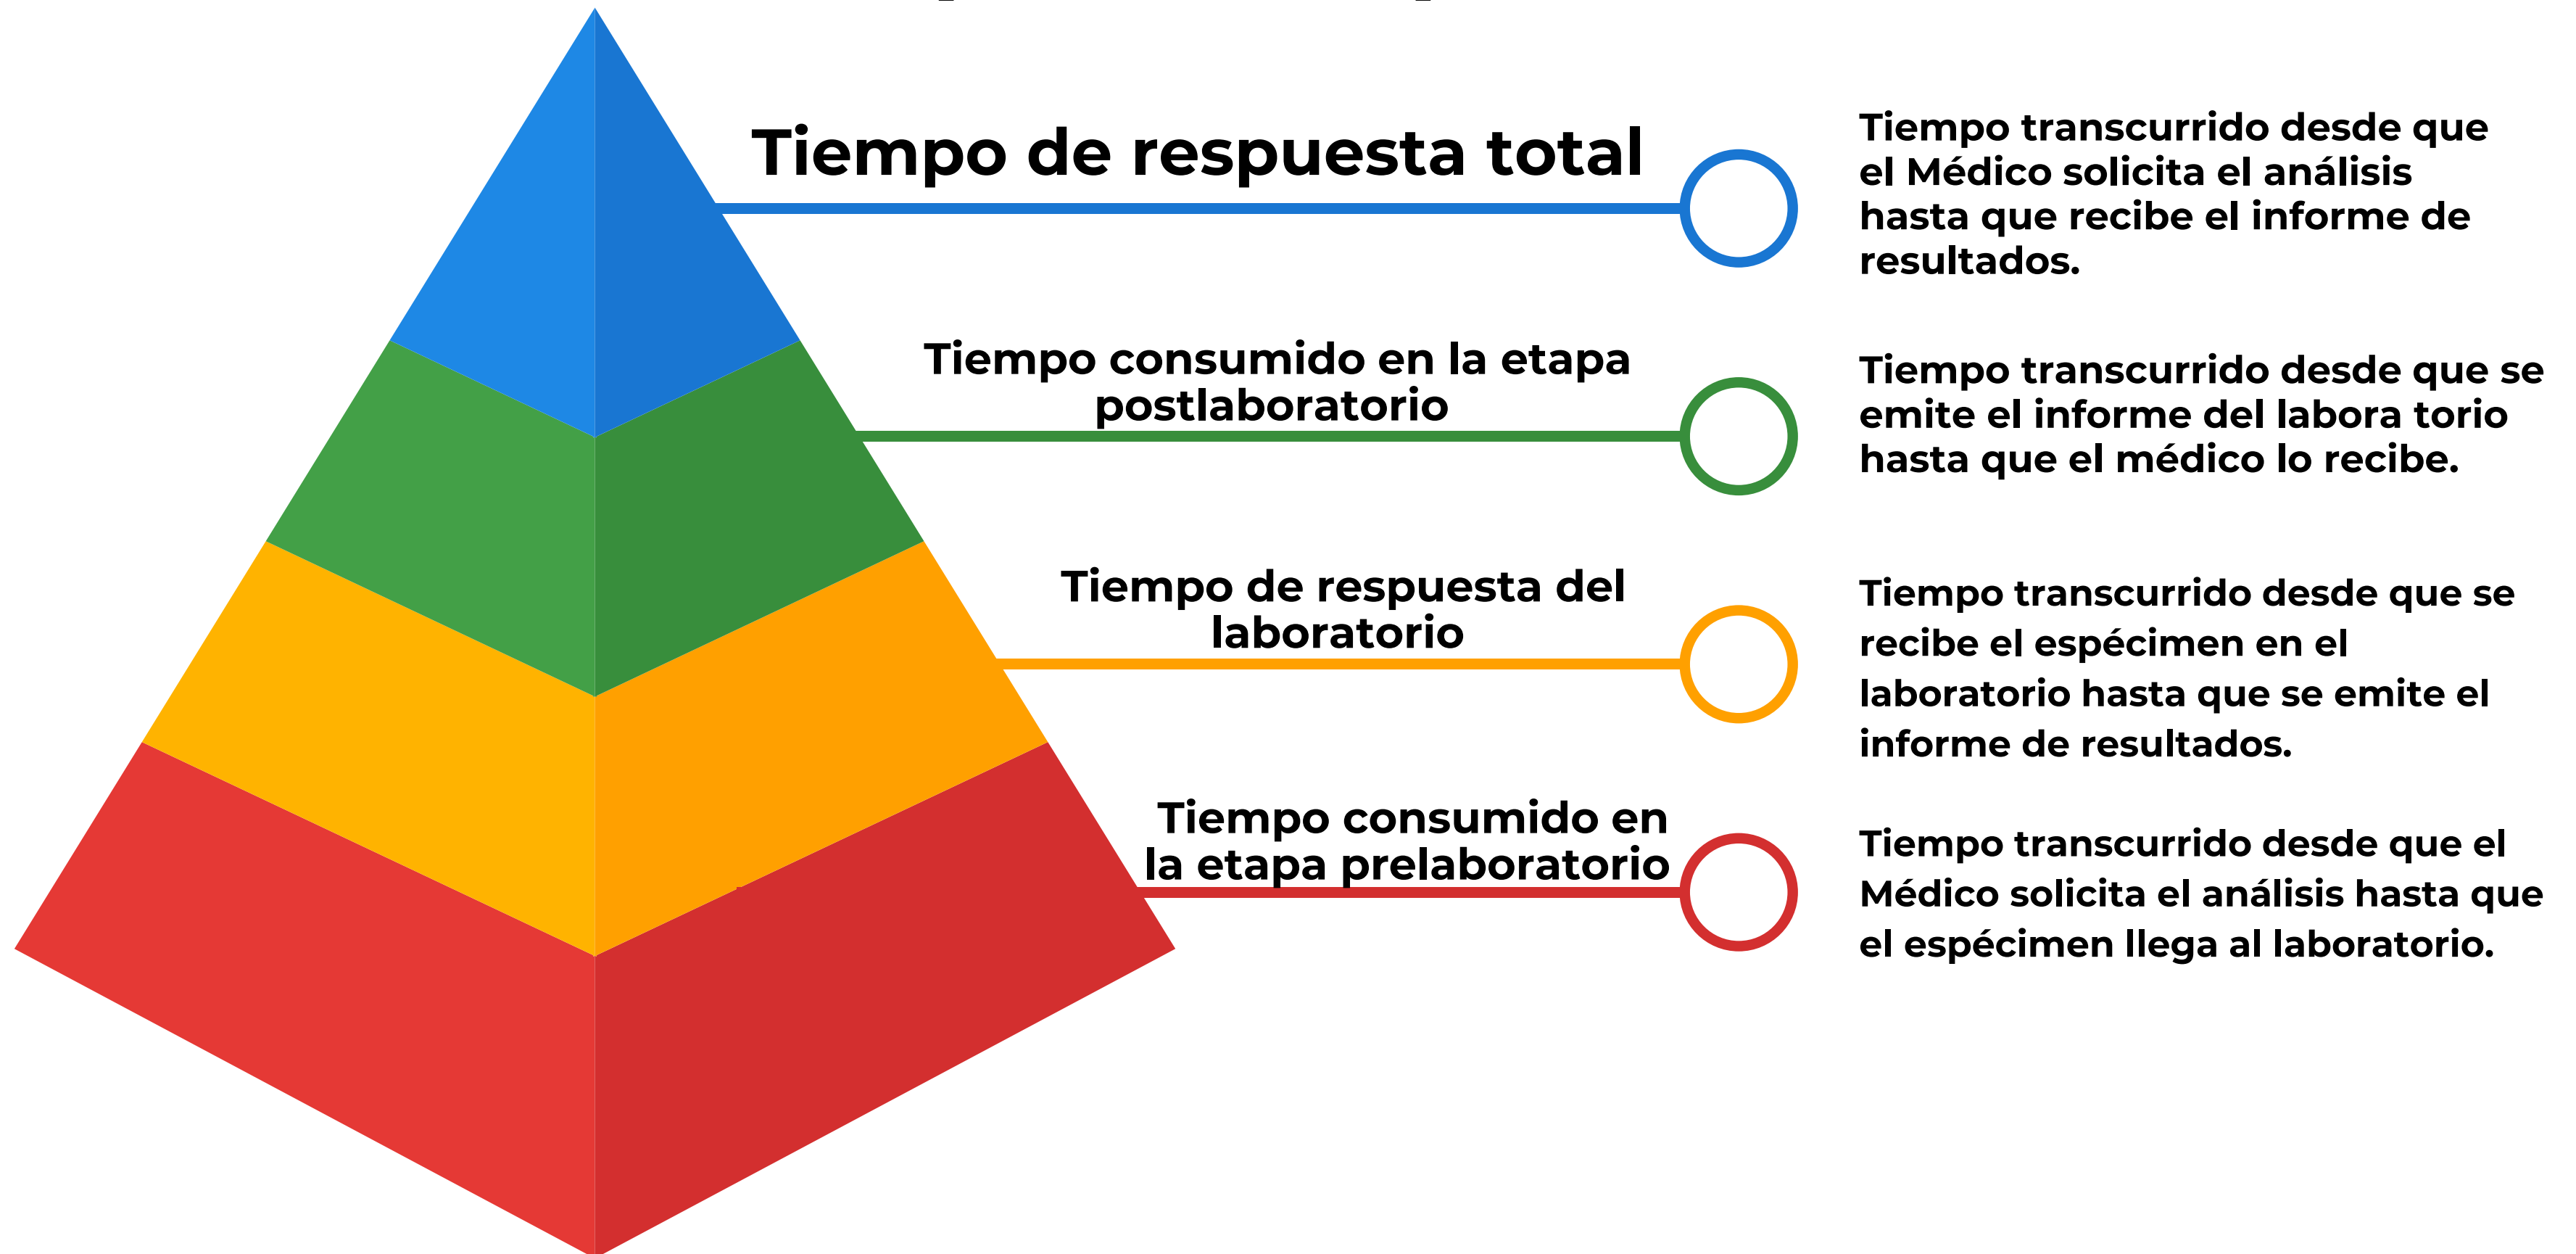 Tiempo de respuesta total
Tiempo transcurrido desde que
el Médico solicita el análisis
hasta que recibe el informe de
resultados.
Tiempo consumido en la etapa
postlaboratorio
Tiempo transcurrido desde que se
emite el informe del labora torio
hasta que el médico lo recibe.
Tiempo de respuesta del
laboratorio
Tiempo transcurrido desde que se
recibe el espécimen en el
laboratorio hasta que se emite el
informe de resultados.
Tiempo consumido en
la etapa prelaboratorio
Tiempo transcurrido desde que el
Médico solicita el análisis hasta que
el espécimen llega al laboratorio.